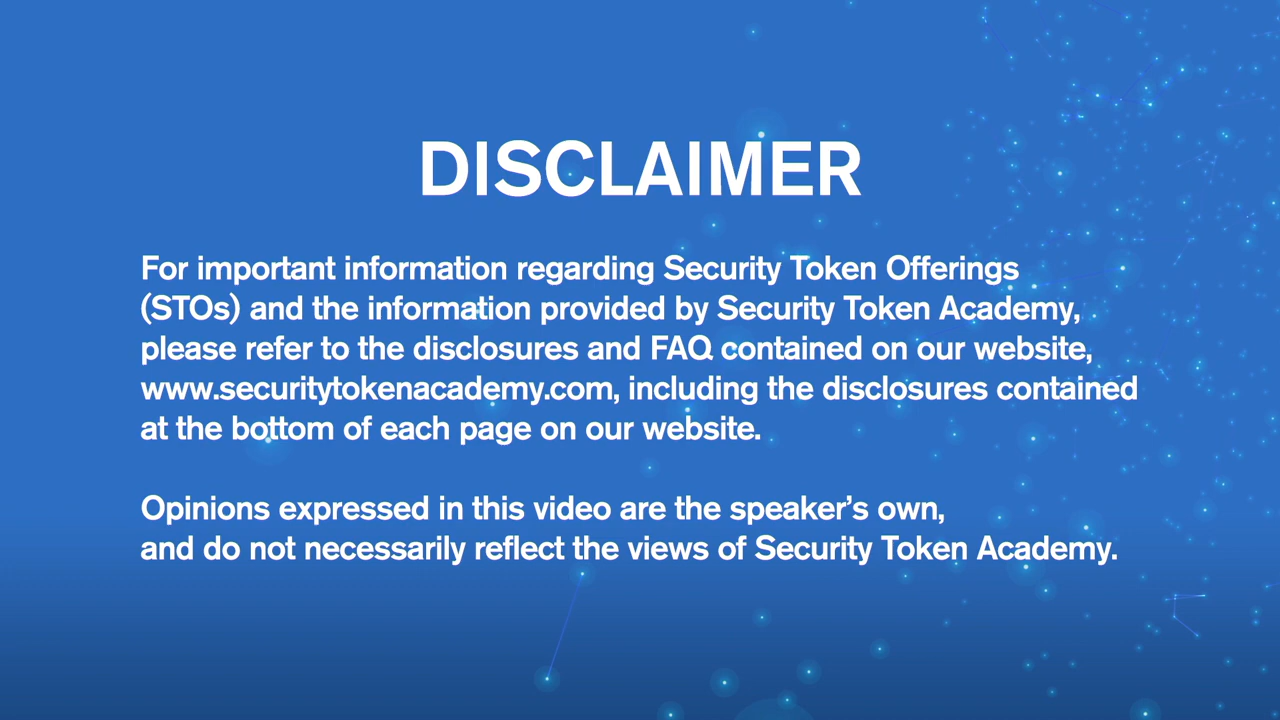 DISCLAIMER
For important information regarding Security Token Offerings
(STOs) and the information provided by Security Token Academy,
please refer to the disclosures and FAQ contained on our website,
www.securitytokenacademy.com, including the disclosures contained
at the bottom of each page on our website.
Opinions expressed in this video are the speaker’s own,
and do not necessarily reflect the views of Security Token Academy.